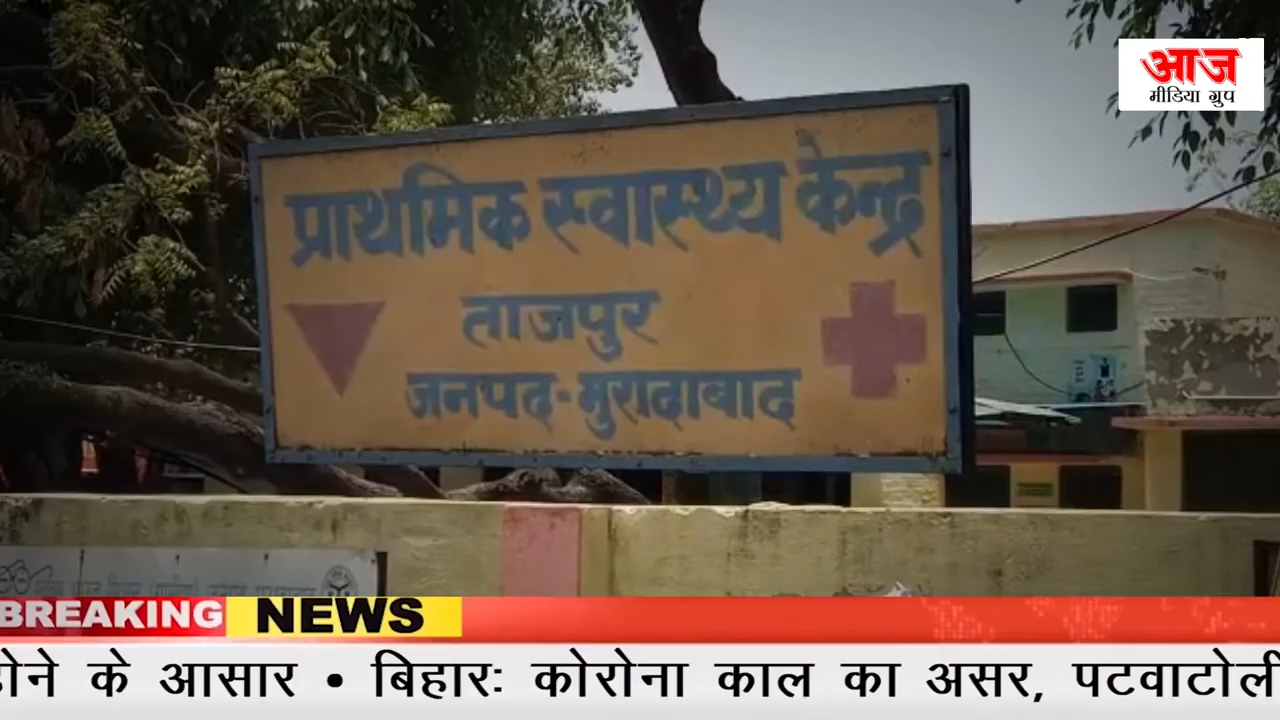 आज
मीडिया ग्रुप
प्राथमिक स्वास्थ्य केन्द्र
ताजपुर
जनपद-मुरादाबाद
BREAKING NEWS
होने के आसार • बिहारः कोरोना काल का असर, पटवाटोली